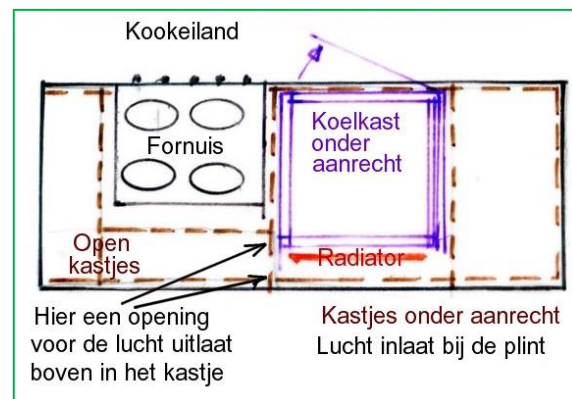 Kookeiland
Fornuis
Koelkast
onder
aanrecht
Open
kastjes
Radiator
Hier een opening
voor de lucht uitlaat
boven in het kastje
Kastjes onder aanrecht
Lucht inlaat bij de plint